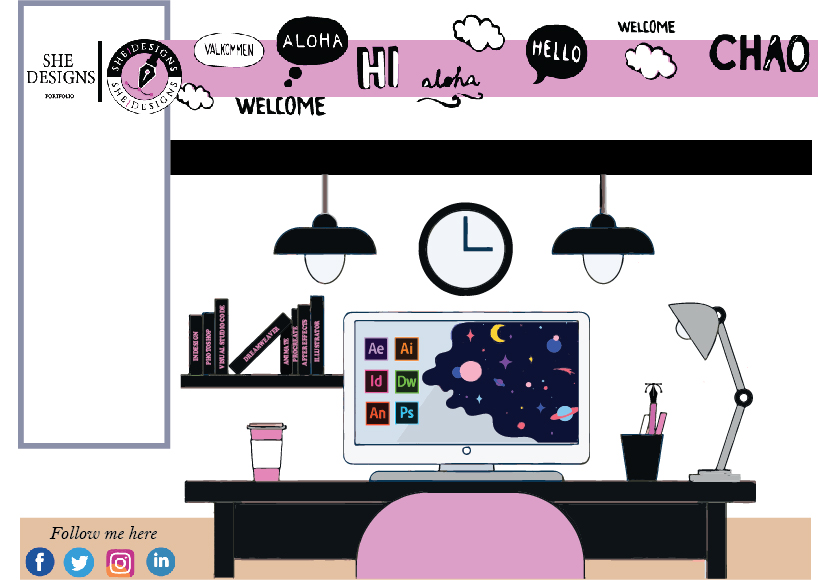 SHE
DESIGNS
PORTFOLIO
SHE DESIGNS
SHE DESIGNS
VALKOMMEN
ALOHA
HI
aloha
WELCOME
HELLO
WELCOME
CHAO
INDESIGN
PHOTOSHOP
VISUAL STUDIO CODE
DREAMWEAVER
ANIMATE
PROCREATE
AFTER EFFECTS
ILLUSTRATOR
Ae
Ai
Id
Dw
An
Ps
Follow me here
f
in